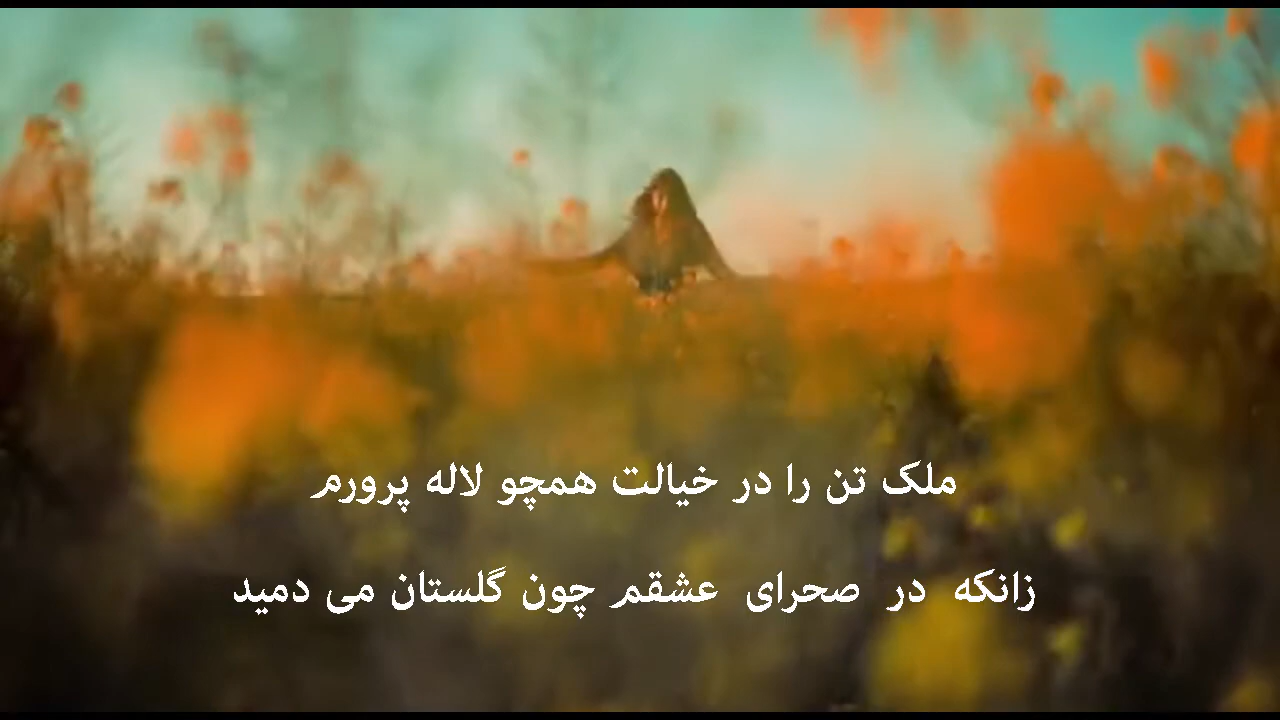 ملک تن را در خیالت همچو لاله پرورم
زانکه در صحرای عشقم چون گلستان می دمید